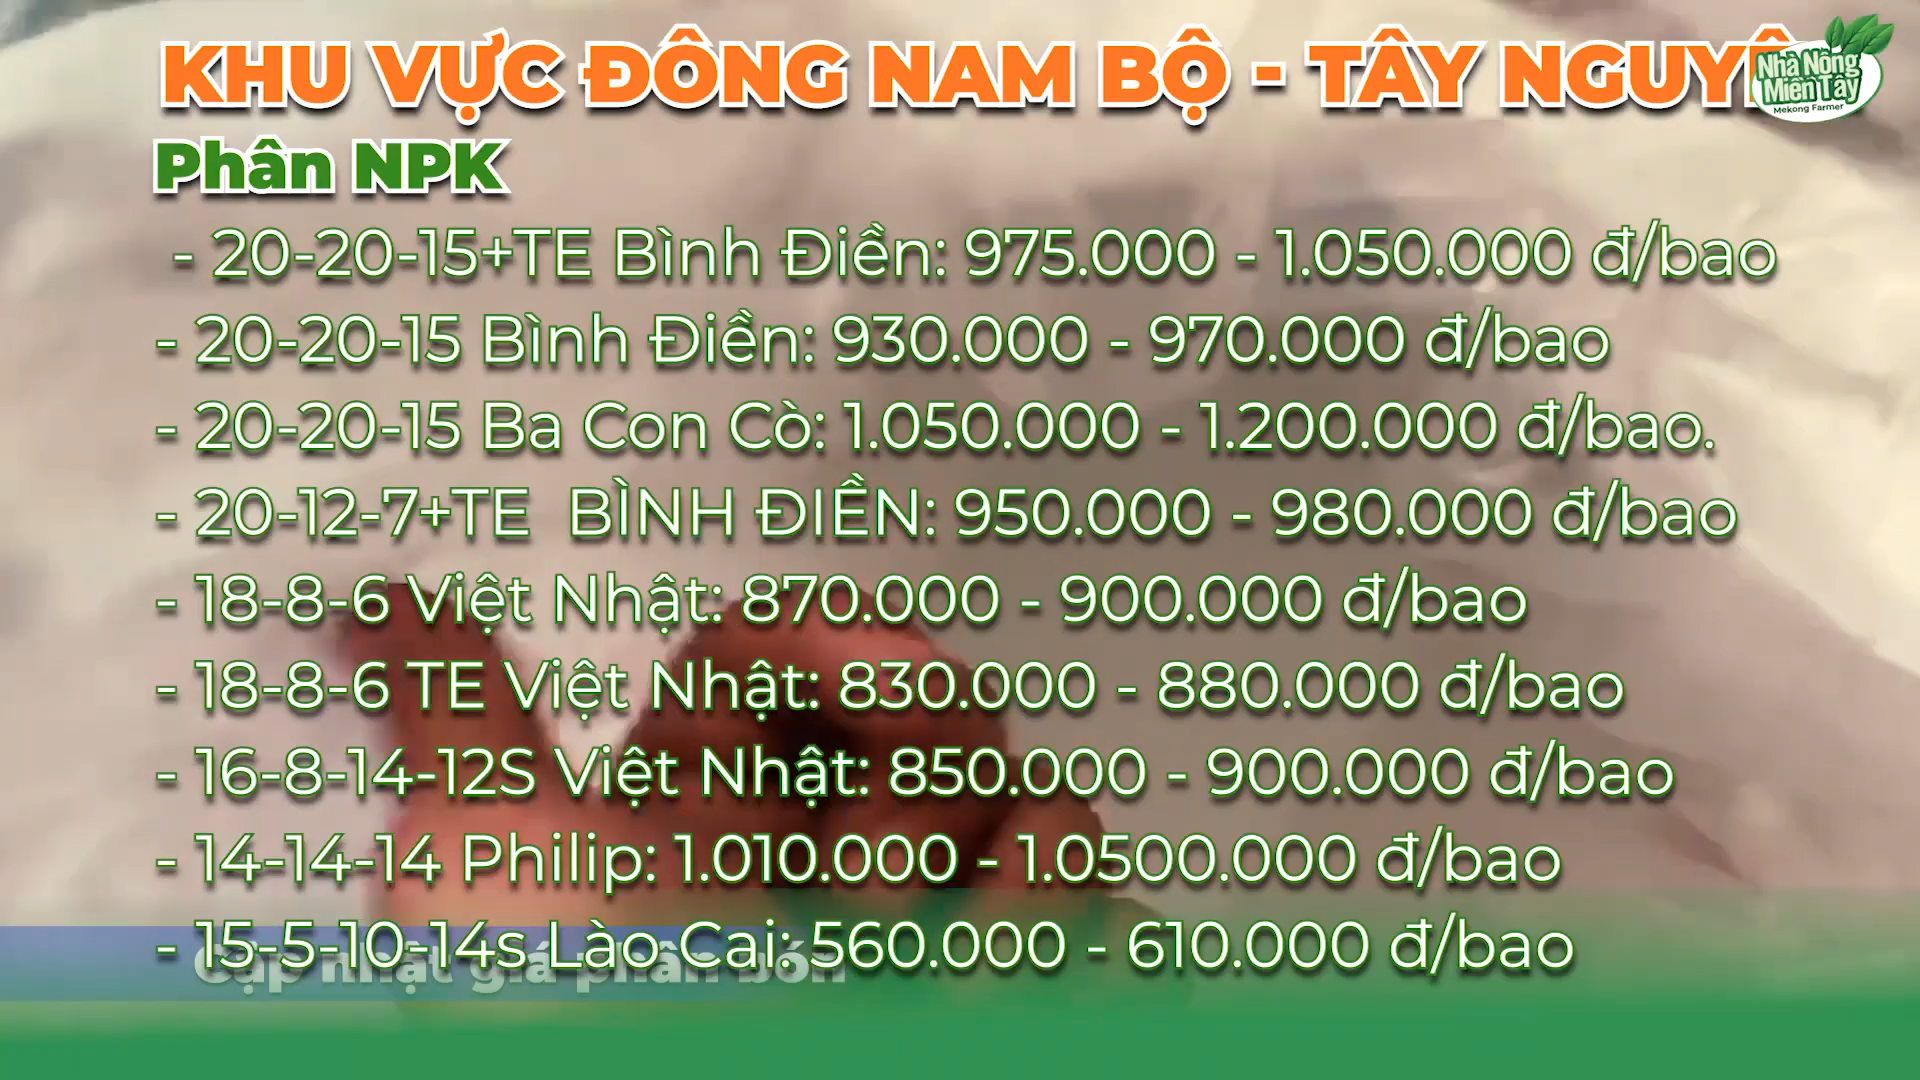 KHU VỰC ĐÔNG NAM BỘ - TÂY NGUYÊ
Nhà Nông
Miền Tây
Mekong Farmer
Phân NPK
- 20-20-15+TE Bình Điền: 975.000 - 1.050.000 đ/bao
- 20-20-15 Bình Điền: 930.000 - 970.000 đ/bao
- 20-20-15 Ba Con Cò: 1.050.000 - 1.200.000 đ/bao.
- 20-12-7+TE  BÌNH ĐIỀN: 950.000 - 980.000 đ/bao
- 18-8-6 Việt Nhật: 870.000 - 900.000 đ/bao
- 18-8-6 TE Việt Nhật: 830.000 - 880.000 đ/bao
- 16-8-14-12S Việt Nhật: 850.000 - 900.000 đ/bao
- 14-14-14 Philip: 1.010.000 - 1.0500.000 đ/bao
- 15-5-10-14s Lào Cai: 560.000 - 610.000 đ/bao
Cập nhật giá phân bón